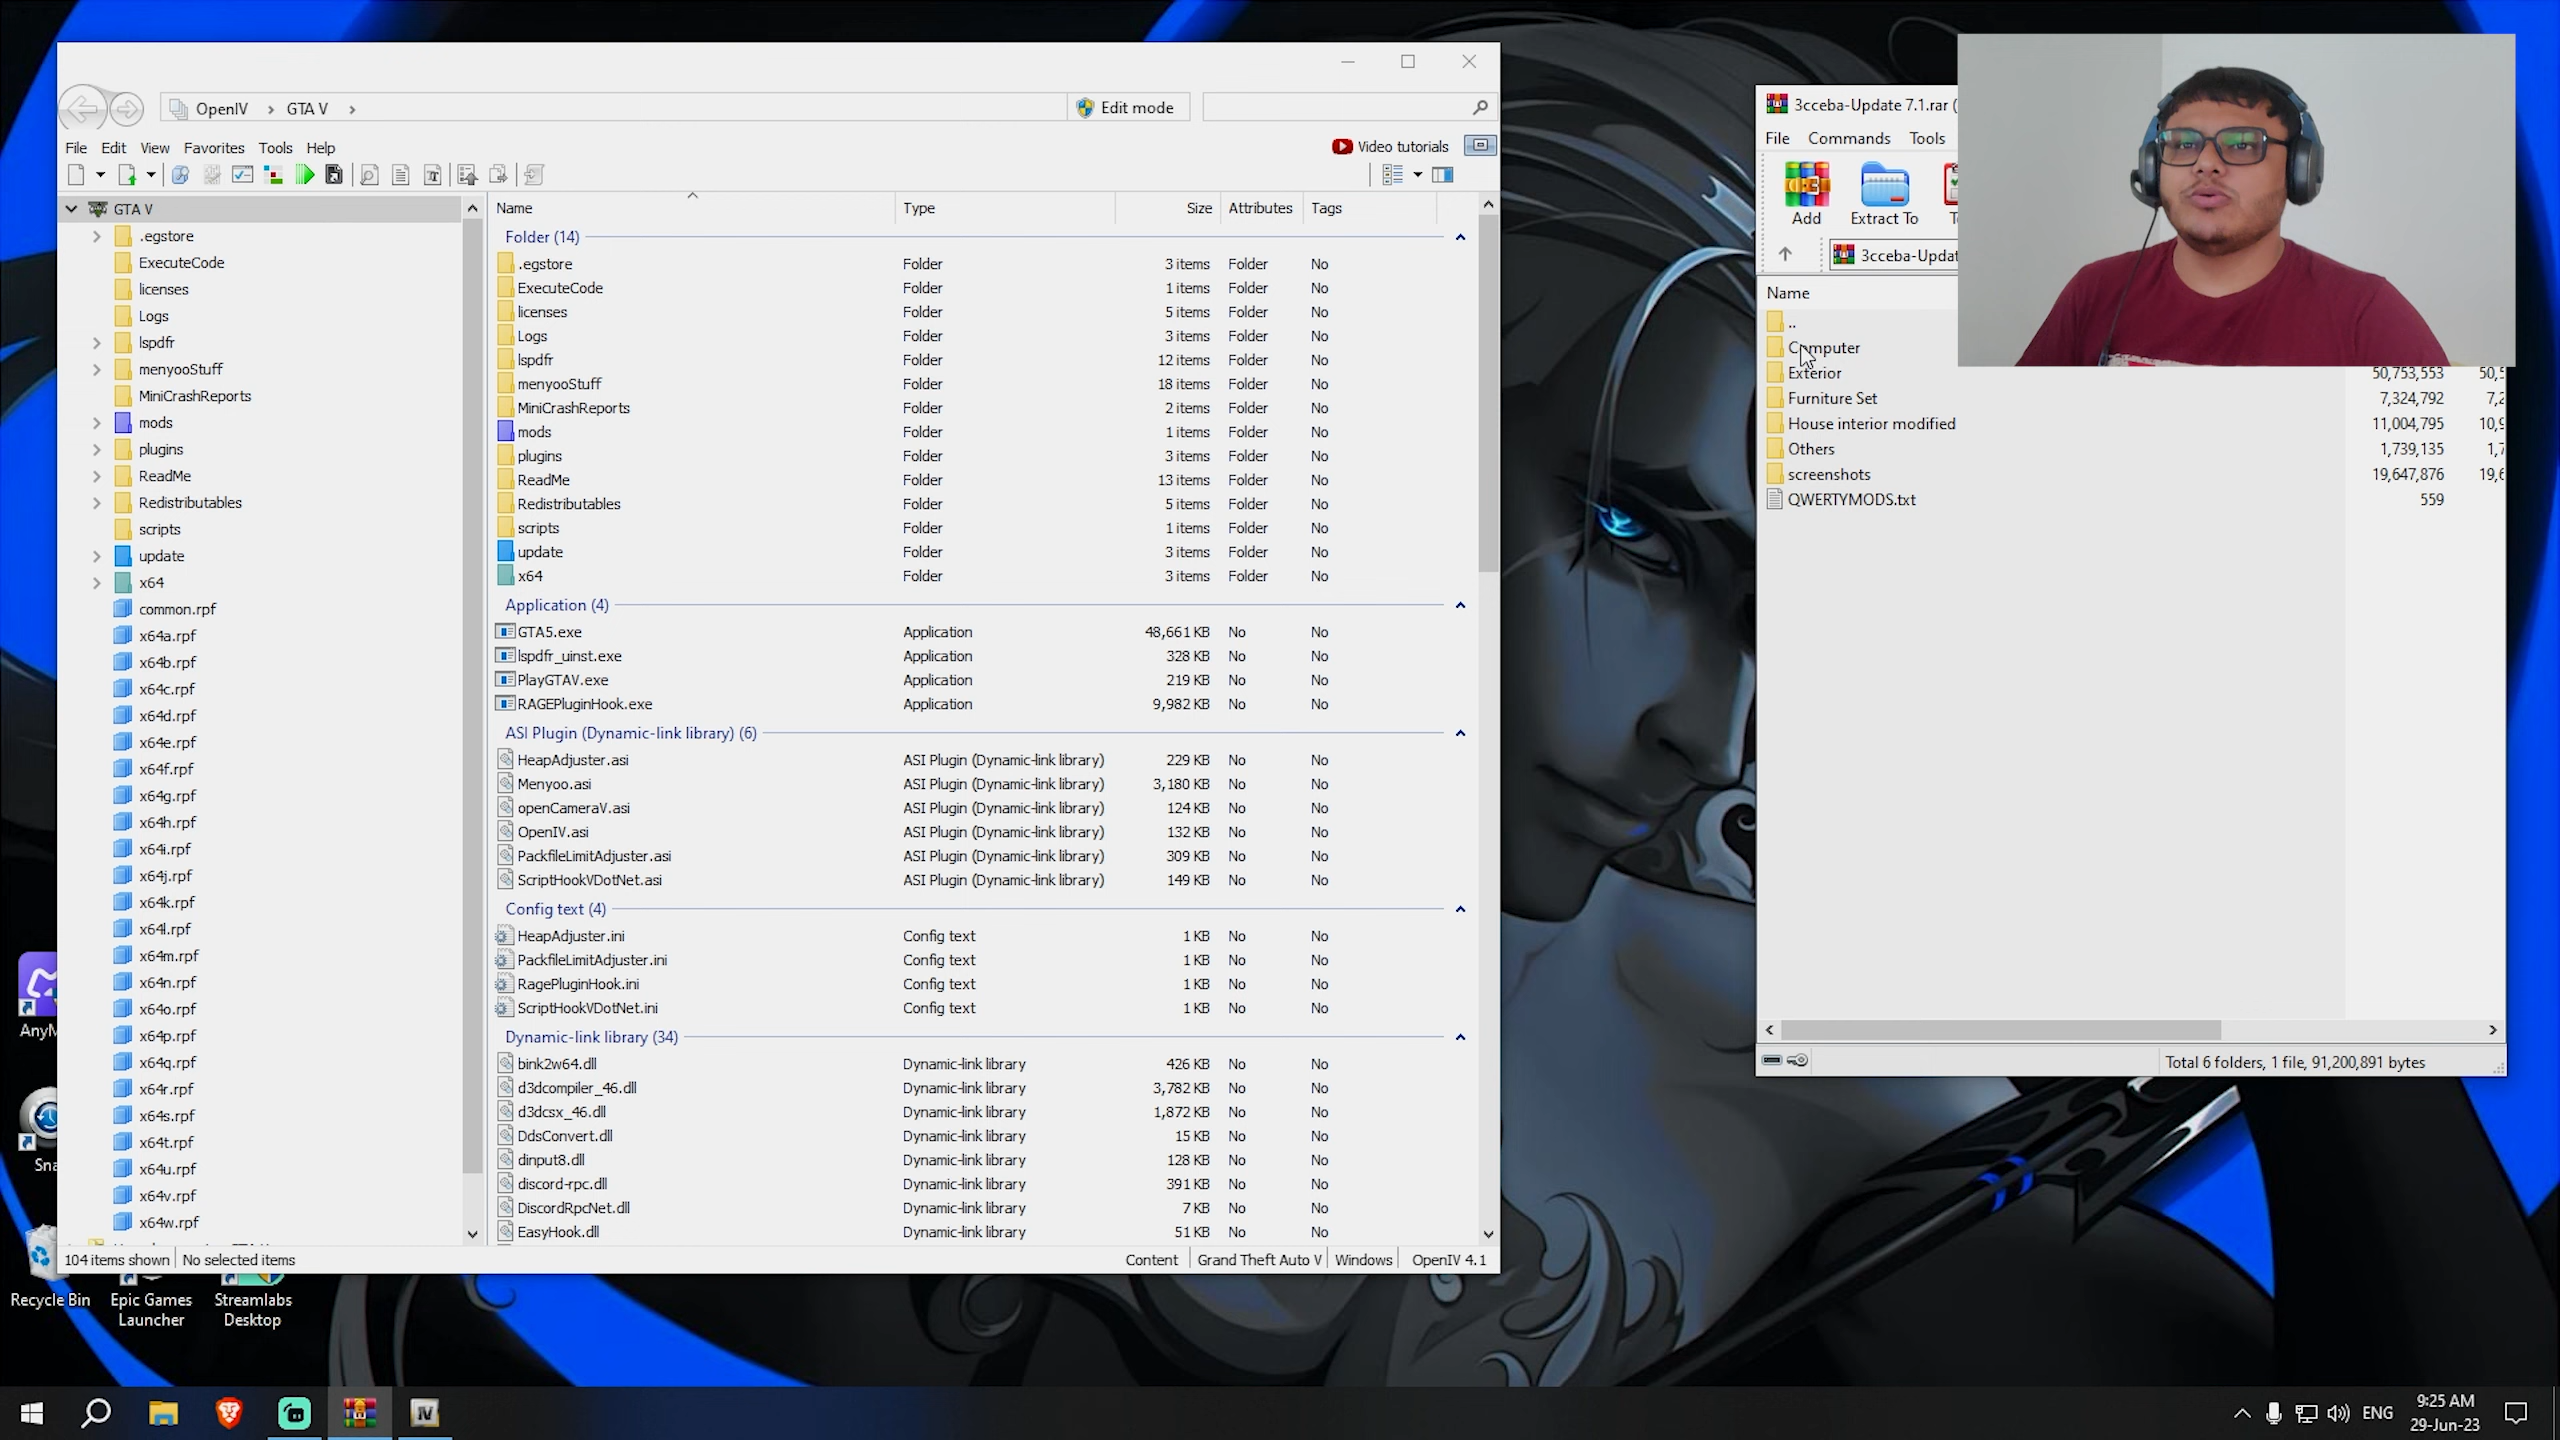 OpenIV > GTA V >
Edit mode
File Edit View Favorites Tools Help
Video tutorials
GTA V
.egstore
ExecuteCode
licenses
Logs
lspdfr
menyooStuff
MiniCrashReports
mods
plugins
ReadMe
Redistributables
scripts
update
x64
common.rpf
x64a.rpf
x64b.rpf
x64c.rpf
x64d.rpf
x64e.rpf
x64f.rpf
x64g.rpf
x64h.rpf
x64i.rpf
x64j.rpf
x64k.rpf
x64l.rpf
x64m.rpf
x64n.rpf
x64o.rpf
x64p.rpf
x64q.rpf
x64r.rpf
x64s.rpf
x64t.rpf
x64u.rpf
x64v.rpf
x64w.rpf
Name Type Size Attributes Tags
Folder (14)
.egstore Folder 3 items Folder No
ExecuteCode Folder 1 items Folder No
licenses Folder 5 items Folder No
Logs Folder 3 items Folder No
lspdfr Folder 12 items Folder No
menyooStuff Folder 18 items Folder No
MiniCrashReports Folder 2 items Folder No
mods Folder 1 items Folder No
plugins Folder 3 items Folder No
ReadMe Folder 13 items Folder No
Redistributables Folder 5 items Folder No
scripts Folder 1 items Folder No
update Folder 3 items Folder No
x64 Folder 3 items Folder No
Application (4)
GTA5.exe Application 48,661 KB No No
lspdfr_uinst.exe Application 328 KB No No
PlayGTAV.exe Application 219 KB No No
RAGEPluginHook.exe Application 9,982 KB No No
ASI Plugin (Dynamic-link library) (6)
HeapAdjuster.asi ASI Plugin (Dynamic-link library) 229 KB No No
Menyoo.asi ASI Plugin (Dynamic-link library) 3,180 KB No No
openCameraV.asi ASI Plugin (Dynamic-link library) 124 KB No No
OpenIV.asi ASI Plugin (Dynamic-link library) 132 KB No No
PackfileLimitAdjuster.asi ASI Plugin (Dynamic-link library) 309 KB No No
ScriptHookVDotNet.asi ASI Plugin (Dynamic-link library) 149 KB No No
Config text (4)
HeapAdjuster.ini Config text 1 KB No No
PackfileLimitAdjuster.ini Config text 1 KB No No
RagePluginHook.ini Config text 1 KB No No
ScriptHookVDotNet.ini Config text 1 KB No No
Dynamic-link library (34)
bink2w64.dll Dynamic-link library 426 KB No No
d3dcompiler_46.dll Dynamic-link library 3,782 KB No No
d3dcsx_46.dll Dynamic-link library 1,872 KB No No
DdsConvert.dll Dynamic-link library 15 KB No No
dinput8.dll Dynamic-link library 128 KB No No
discord-rpc.dll Dynamic-link library 391 KB No No
DiscordRpcNet.dll Dynamic-link library 7 KB No No
EasyHook.dll Dynamic-link library 51 KB No No
104 items shown No selected items Content Grand Theft Auto V Windows OpenIV 4.1
3cceba-Update 7.1.rar (
File Commands Tools
Add Extract To
3cceba-Updat
Name
..
Computer
Exterior 50,753,553 50,5
Furniture Set 7,324,792 7,2
House interior modified 11,004,795 10,9
Others 1,739,135 1,7
screenshots 19,647,876 19,6
QWERTYMODS.txt 559
Total 6 folders, 1 file, 91,200,891 bytes
AnyM
Sna
Recycle Bin
Epic Games
Launcher
Streamlabs
Desktop
IV
ENG
9:25 AM
29-Jun-23